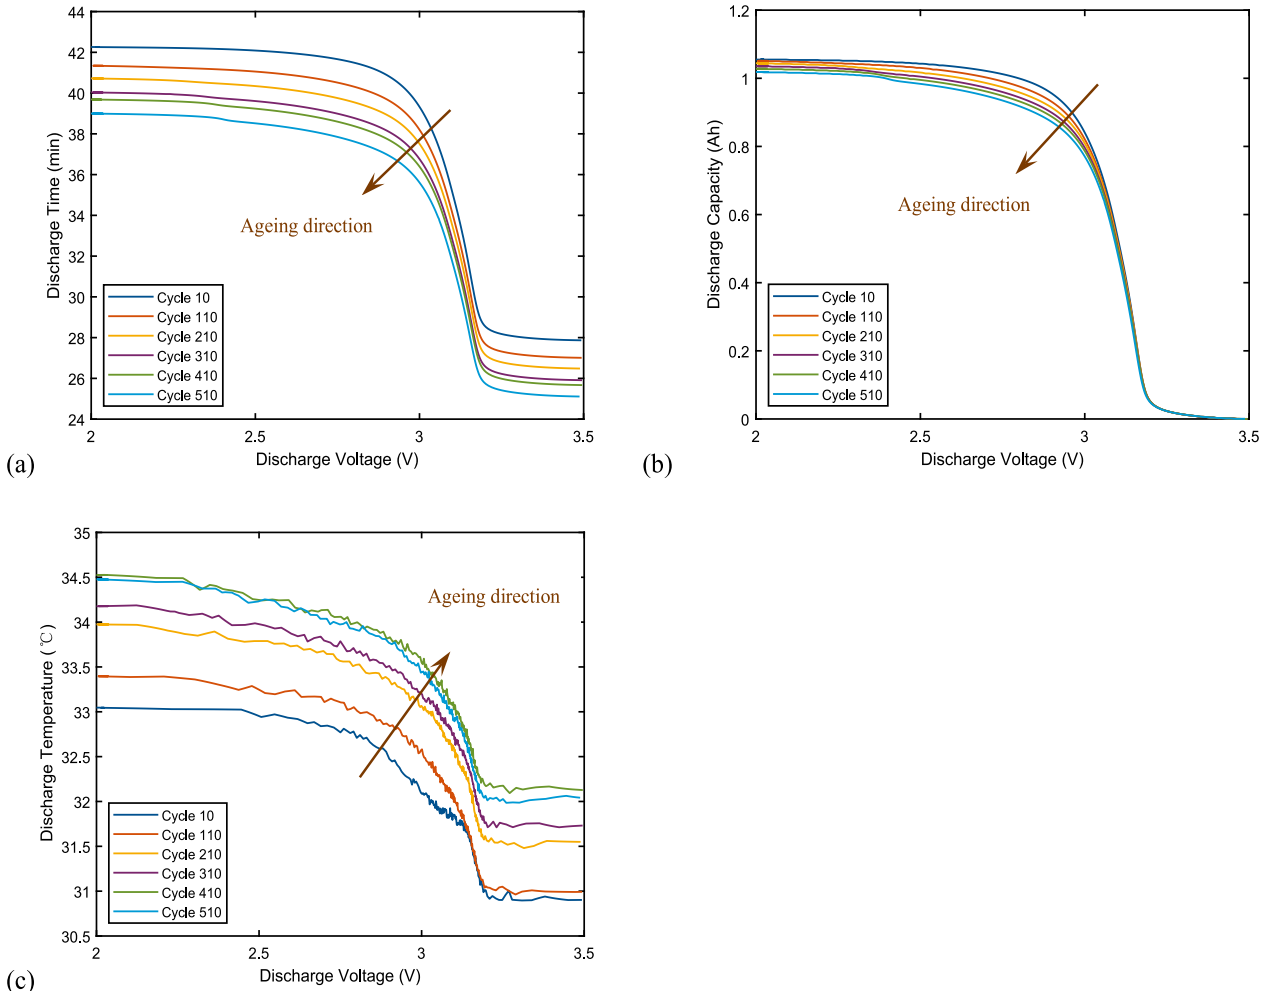 44
42
40
38
36
34
32
30
28
26
24
Discharge Time (min)
Ageing direction
Cycle 10
Cycle 110
Cycle 210
Cycle 310
Cycle 410
Cycle 510
2
2.5
3
3.5
Discharge Voltage (V)
(a)
1.2
1
0.8
0.6
0.4
0.2
0
Discharge Capacity (Ah)
Ageing direction
Cycle 10
Cycle 110
Cycle 210
Cycle 310
Cycle 410
Cycle 510
2
2.5
3
3.5
Discharge Voltage (V)
(b)
35
34.5
34
33.5
33
32.5
32
31.5
31
30.5
Discharge Temperature (℃)
Ageing direction
Cycle 10
Cycle 110
Cycle 210
Cycle 310
Cycle 410
Cycle 510
2
2.5
3
3.5
Discharge Voltage (V)
(c)